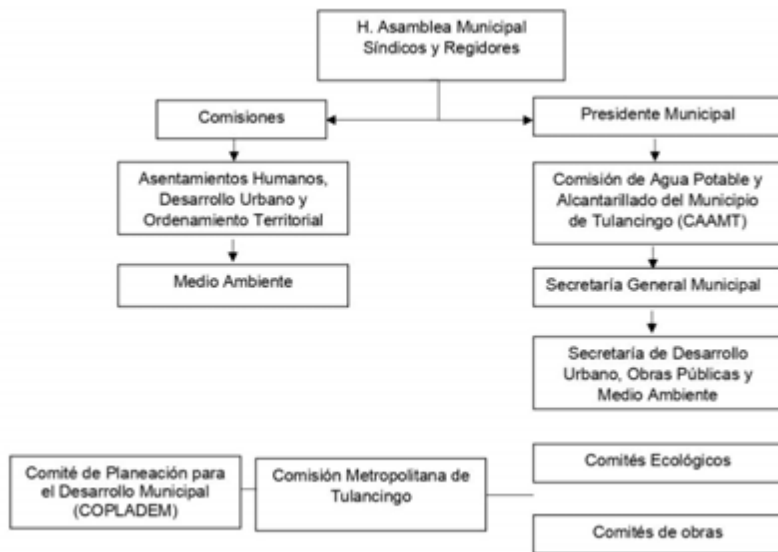 H. Asamblea Municipal
Síndicos y Regidores
Comisiones
Presidente Municipal
Asentamientos Humanos,
Desarrollo Urbano y
Ordenamiento Territorial
Comisión de Agua Potable y
Alcantarillado del Municipio
de Tulancingo (CAAMT)
Medio Ambiente
Secretaría General Municipal
Secretaría de Desarrollo
Urbano, Obras Públicas y
Medio Ambiente
Comité de Planeación para
el Desarrollo Municipal
(COPLADEM)
Comisión Metropolitana de
Tulancingo
Comités Ecológicos
Comités de obras